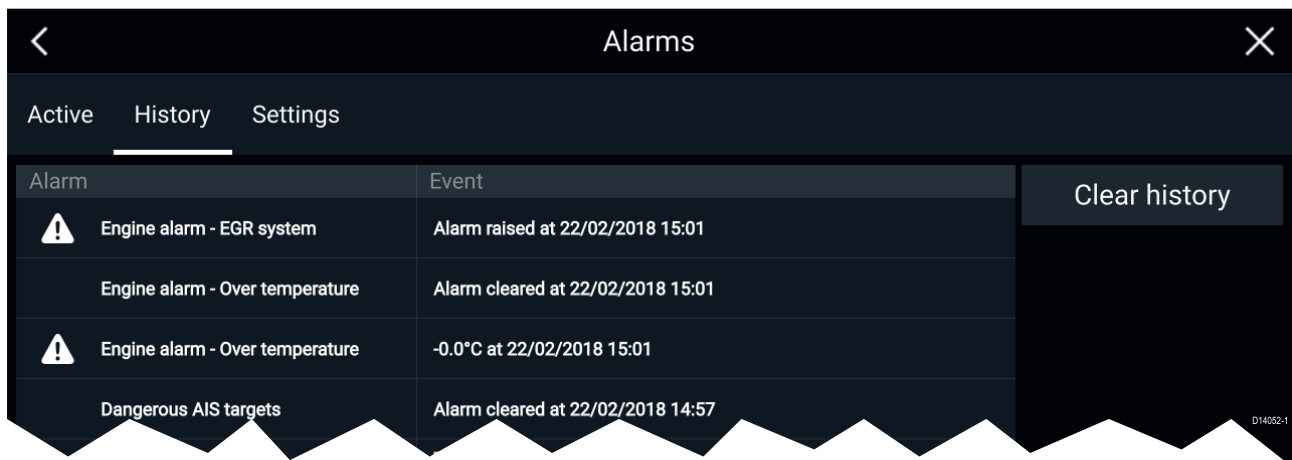 Alarms
Active History Settings
Alarm Event
Clear history
Engine alarm - EGR system Alarm raised at 22/02/2018 15:01
Engine alarm - Over temperature Alarm cleared at 22/02/2018 15:01
Engine alarm - Over temperature -0.0°C at 22/02/2018 15:01
Dangerous AIS targets Alarm cleared at 22/02/2018 14:57
D14052-1